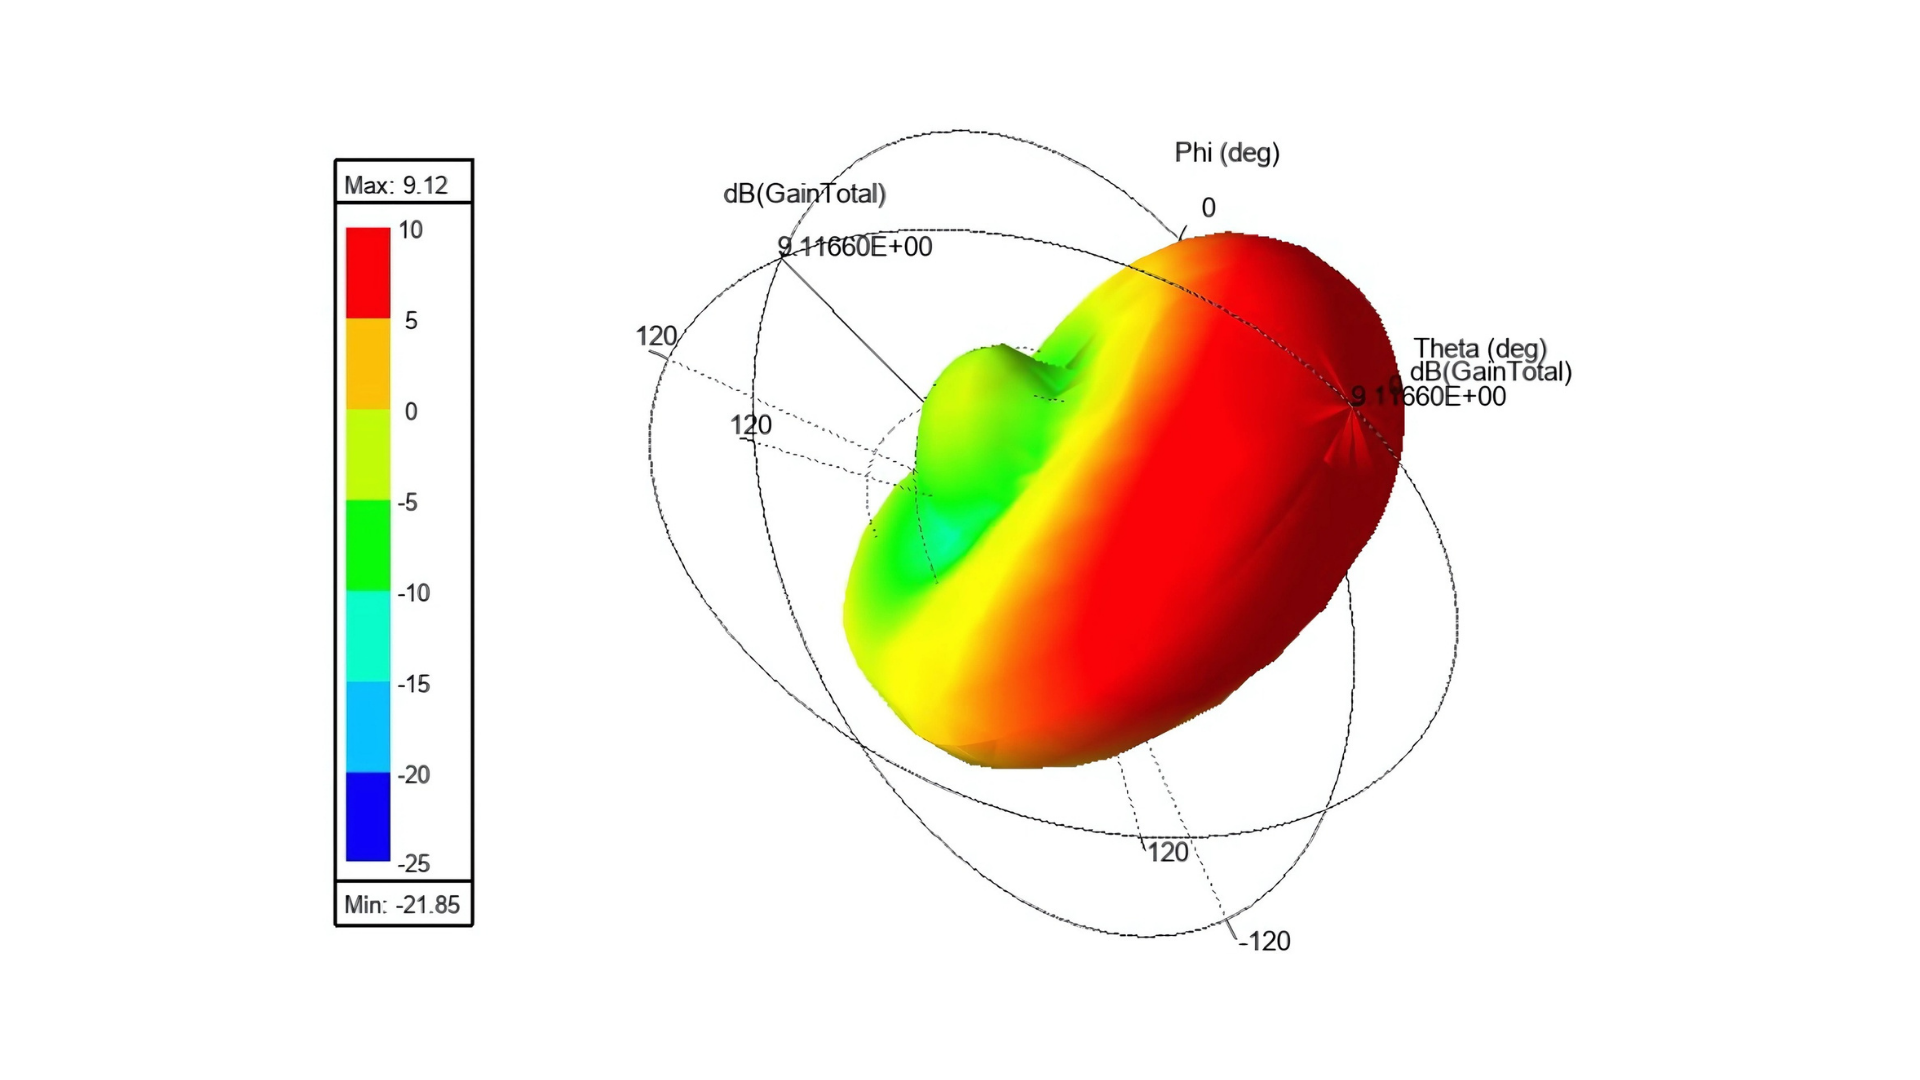 Max: 9.12
10
5
0
-5
-10
-15
-20
-25
Min: -21.85
Phi (deg)
0
dB(GainTotal)
9.11660E+00
120
120
Theta (deg)
0
dB(GainTotal)
9.11660E+00
120
-120